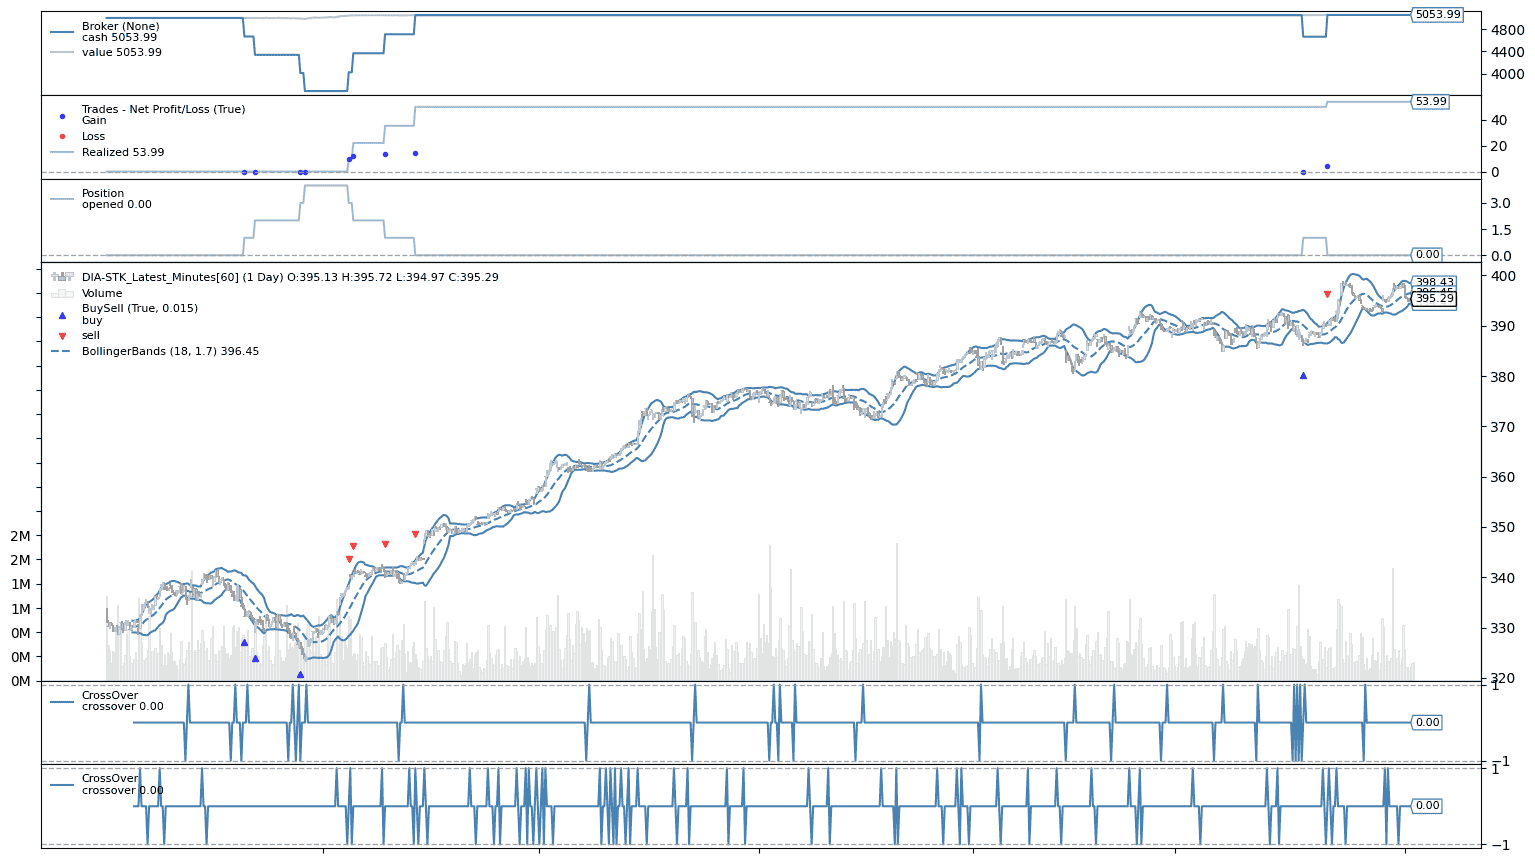 Broker (None)
cash 5053.99
value 5053.99
5053.99
4800
4400
4000
Trades - Net Profit/Loss (True)
Gain
Loss
Realized 53.99
53.99
40
20
0
Position
opened 0.00
3.0
1.5
0.0
0.00
DIA-STK_Latest_Minutes[60] (1 Day) O:395.13 H:395.72 L:394.97 C:395.29
Volume
BuySell (True, 0.015)
buy
sell
BollingerBands (18, 1.7) 396.45
398.43
395.29
400
390
380
370
360
350
340
330
320
2M
2M
1M
1M
0M
0M
0M
CrossOver
crossover 0.00
1
0.00
−1
CrossOver
crossover 0.00
1
0.00
−1